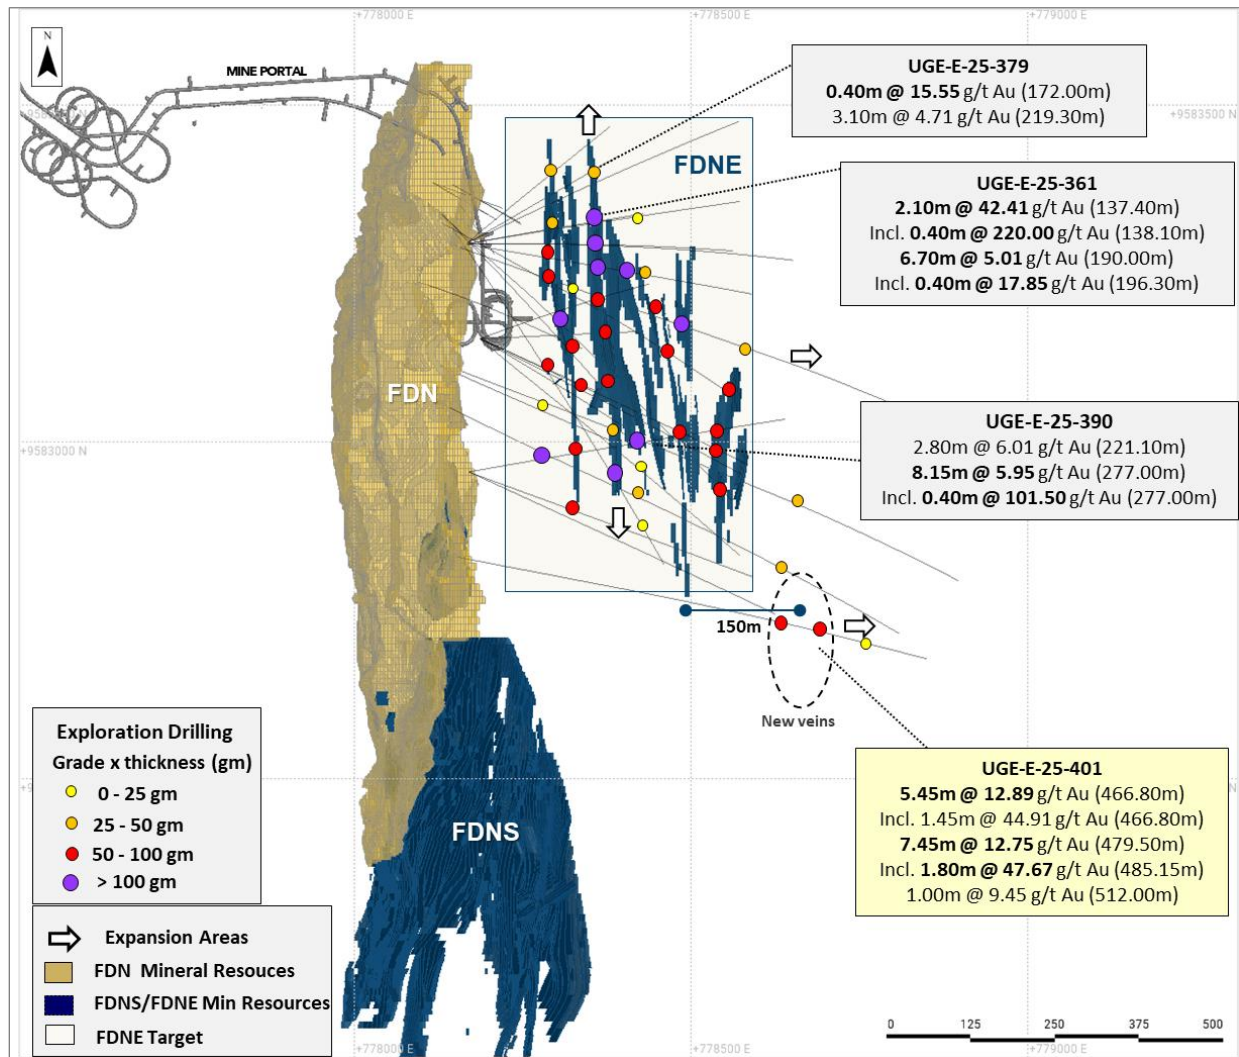 +778000 E
+778500 E
+779000 E
N
MINE PORTAL
+9583500 N
UGE-E-25-379
0.40m @ 15.55 g/t Au (172.00m)
3.10m @ 4.71 g/t Au (219.30m)
FDNE
UGE-E-25-361
2.10m @ 42.41 g/t Au (137.40m)
Incl. 0.40m @ 220.00 g/t Au (138.10m)
6.70m @ 5.01 g/t Au (190.00m)
Incl. 0.40m @ 17.85 g/t Au (196.30m)
FDN
+9583000 N
UGE-E-25-390
2.80m @ 6.01 g/t Au (221.10m)
8.15m @ 5.95 g/t Au (277.00m)
Incl. 0.40m @ 101.50 g/t Au (277.00m)
150m
New veins
Exploration Drilling
Grade x thickness (gm)
0 - 25 gm
25 - 50 gm
50 - 100 gm
> 100 gm
FDNS
UGE-E-25-401
5.45m @ 12.89 g/t Au (466.80m)
Incl. 1.45m @ 44.91 g/t Au (466.80m)
7.45m @ 12.75 g/t Au (479.50m)
Incl. 1.80m @ 47.67 g/t Au (485.15m)
1.00m @ 9.45 g/t Au (512.00m)
Expansion Areas
FDN Mineral Resouces
FDNS/FDNE Min Resources
FDNE Target
0 125 250 375 500
+778000 E
+778500 E
+779000 E